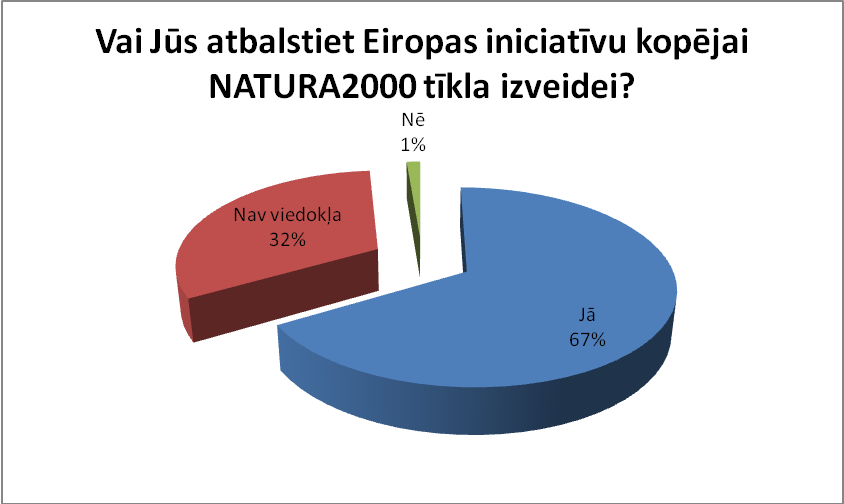 Vai Jūs atbalstiet Eiropas iniciatīvu kopējai
NATURA2000 tīkla izveidei?
Nē
1%
Nav viedokļa
32%
Jā
67%